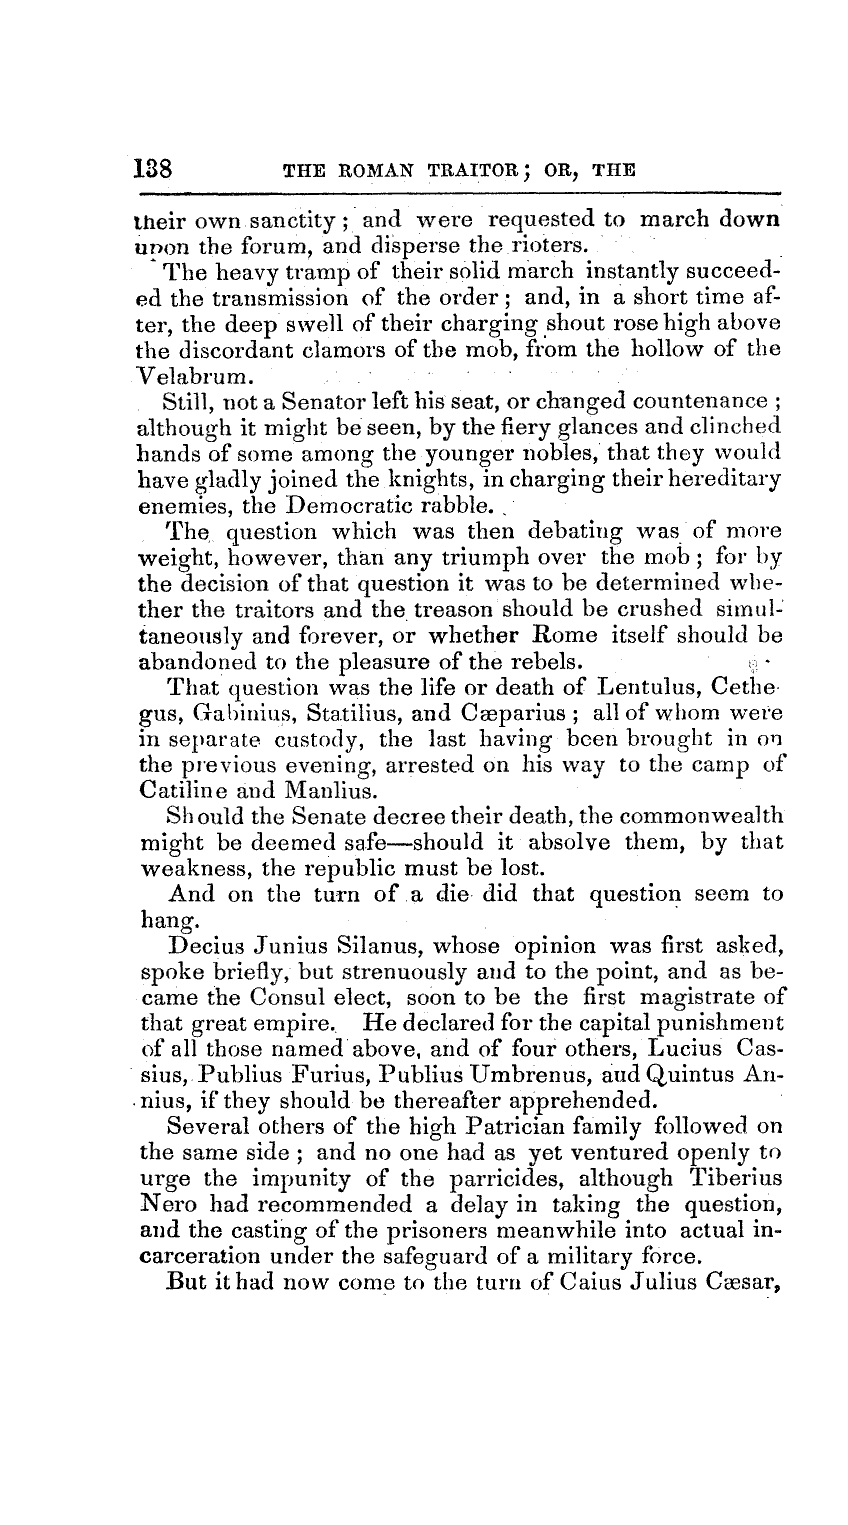 138 THE ROMAN TRAITOR; OR, THE
their own sanctity; and were requested to march down
upon the forum, and disperse the rioters.
The heavy tramp of their solid march instantly succeed-
ed the transmission of the order; and, in a short time af-
ter, the deep swell of their charging shout rose high above
the discordant clamors of the mob, from the hollow of the
Velabrum.
Still, not a Senator left his seat, or changed countenance;
although it might be seen, by the fiery glances and clinched
hands of some among the younger nobles, that they would
have gladly joined the knights, in charging their hereditary
enemies, the Democratic rabble.
The question which was then debating was of more
weight, however, than any triumph over the mob; for by
the decision of that question it was to be determined whe-
ther the traitors and the treason should be crushed simul-
taneously and forever, or whether Rome itself should be
abandoned to the pleasure of the rebels.
That question was the life or death of Lentulus, Cethe-
gus, Gabinius, Statilius, and Cæparius; all of whom were
in separate custody, the last having been brought in on
the previous evening, arrested on his way to the camp of
Catiline and Manlius.
Should the Senate decree their death, the commonwealth
might be deemed safe—should it absolve them, by that
weakness, the republic must be lost.
And on the turn of a die did that question seem to
hang.
Decius Junius Silanus, whose opinion was first asked,
spoke briefly, but strenuously and to the point, and as be-
came the Consul elect, soon to be the first magistrate of
that great empire. He declared for the capital punishment
of all those named above, and of four others, Lucius Cas-
sius, Publius Furius, Publius Umbrenus, and Quintus An-
nius, if they should be thereafter apprehended.
Several others of the high Patrician family followed on
the same side; and no one had as yet ventured openly to
urge the impunity of the parricides, although Tiberius
Nero had recommended a delay in taking the question,
and the casting of the prisoners meanwhile into actual in-
carceration under the safeguard of a military force.
But it had now come to the turn of Caius Julius Cæsar,